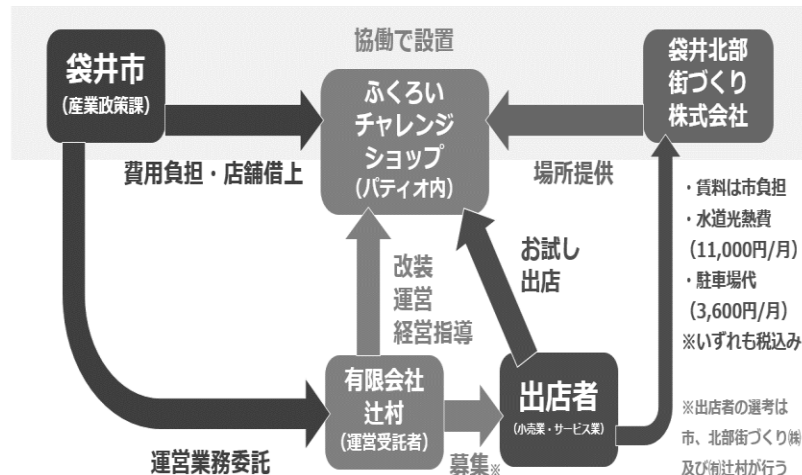 協働で設置
袋井市
(産業政策課)
ふくろい
チャレンジ
ショップ
(パティオ内)
袋井北部
街づくり
株式会社
費用負担・店舗借上
場所提供
・賃料は市負担
・水道光熱費
(11,000円/月)
・駐車場代
(3,600円/月)
※いずれも税込み
改装
運営
経営指導
お試し
出店
有限会社
辻村
(運営受託者)
出店者
(小売業・サービス業)
運営業務委託
募集※
※出店者の選考は
市、北部街づくり㈱
及び㈲辻村が行う